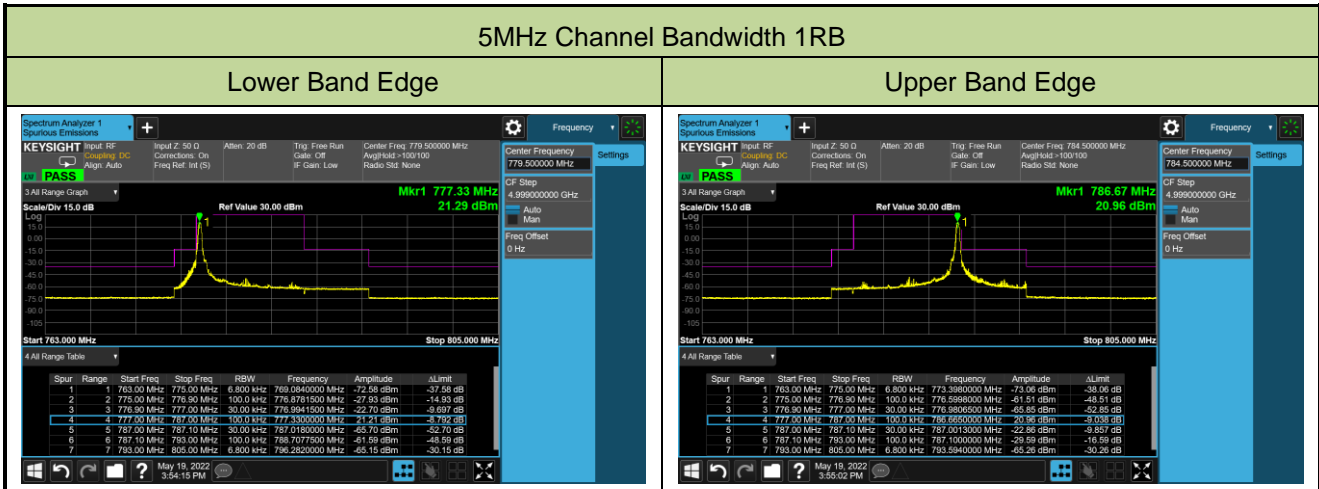 5MHz Channel Bandwidth 1RB
Lower Band Edge
Upper Band Edge
Spectrum Analyzer 1
Spurious Emissions
+
Frequency
KEYSIGHT
Input: RF
Coupling: DC
Align: Auto
Input Z: 50 Ω
Corrections: On
Freq Ref: Int (S)
Atten: 20 dB
Trig: Free Run
Gate: Off
IF Gain: Low
Center Freq: 779.500000 MHz
Avg|Hold:>100/100
Radio Std: None
PASS
Center Frequency
779.500000 MHz
Settings
CF Step
4.999000000 GHz
Auto
Man
Freq Offset
0 Hz
3 All Range Graph
Mkr1 777.33 MHz
21.29 dBm
Scale/Div 15.0 dB
Ref Value 30.00 dBm
Log
15.0
0.00
-15.0
-30.0
-45.0
-60.0
-75.0
-90.0
-105
1
Start 763.000 MHz
Stop 805.000 MHz
4 All Range Table
Spur Range Start Freq Stop Freq RBW Frequency Amplitude ΔLimit
1 1 763.00 MHz 775.00 MHz 6.800 kHz 769.0840000 MHz -72.58 dBm -37.58 dB
2 2 775.00 MHz 776.90 MHz 100.0 kHz 776.8781500 MHz -27.93 dBm -14.93 dB
3 3 776.90 MHz 777.00 MHz 30.00 kHz 776.9941500 MHz -22.70 dBm -9.697 dB
4 4 777.00 MHz 787.00 MHz 100.0 kHz 777.3300000 MHz 21.21 dBm -8.792 dB
5 5 787.00 MHz 787.10 MHz 30.00 kHz 787.0180000 MHz -65.70 dBm -52.70 dB
6 6 787.10 MHz 793.00 MHz 100.0 kHz 788.7077500 MHz -61.59 dBm -48.59 dB
7 7 793.00 MHz 805.00 MHz 6.800 kHz 796.2820000 MHz -65.15 dBm -30.15 dB
?
May 19, 2022
3:54:15 PM
Spectrum Analyzer 1
Spurious Emissions
+
Frequency
KEYSIGHT
Input: RF
Coupling: DC
Align: Auto
Input Z: 50 Ω
Corrections: On
Freq Ref: Int (S)
Atten: 20 dB
Trig: Free Run
Gate: Off
IF Gain: Low
Center Freq: 784.500000 MHz
Avg|Hold:>100/100
Radio Std: None
PASS
Center Frequency
784.500000 MHz
Settings
CF Step
4.999000000 GHz
Auto
Man
Freq Offset
0 Hz
3 All Range Graph
Mkr1 786.67 MHz
20.96 dBm
Scale/Div 15.0 dB
Ref Value 30.00 dBm
Log
15.0
0.00
-15.0
-30.0
-45.0
-60.0
-75.0
-90.0
-105
1
Start 763.000 MHz
Stop 805.000 MHz
4 All Range Table
Spur Range Start Freq Stop Freq RBW Frequency Amplitude ΔLimit
1 1 763.00 MHz 775.00 MHz 6.800 kHz 773.3980000 MHz -73.06 dBm -38.06 dB
2 2 775.00 MHz 776.90 MHz 100.0 kHz 776.5998000 MHz -61.51 dBm -48.51 dB
3 3 776.90 MHz 777.00 MHz 30.00 kHz 776.9806500 MHz -65.85 dBm -52.85 dB
4 4 777.00 MHz 787.00 MHz 100.0 kHz 786.6650000 MHz 20.96 dBm -9.038 dB
5 5 787.00 MHz 787.10 MHz 30.00 kHz 787.0013000 MHz -22.86 dBm -9.857 dB
6 6 787.10 MHz 793.00 MHz 100.0 kHz 787.1000000 MHz -29.59 dBm -16.59 dB
7 7 793.00 MHz 805.00 MHz 6.800 kHz 793.5940000 MHz -65.26 dBm -30.26 dB
?
May 19, 2022
3:55:02 PM